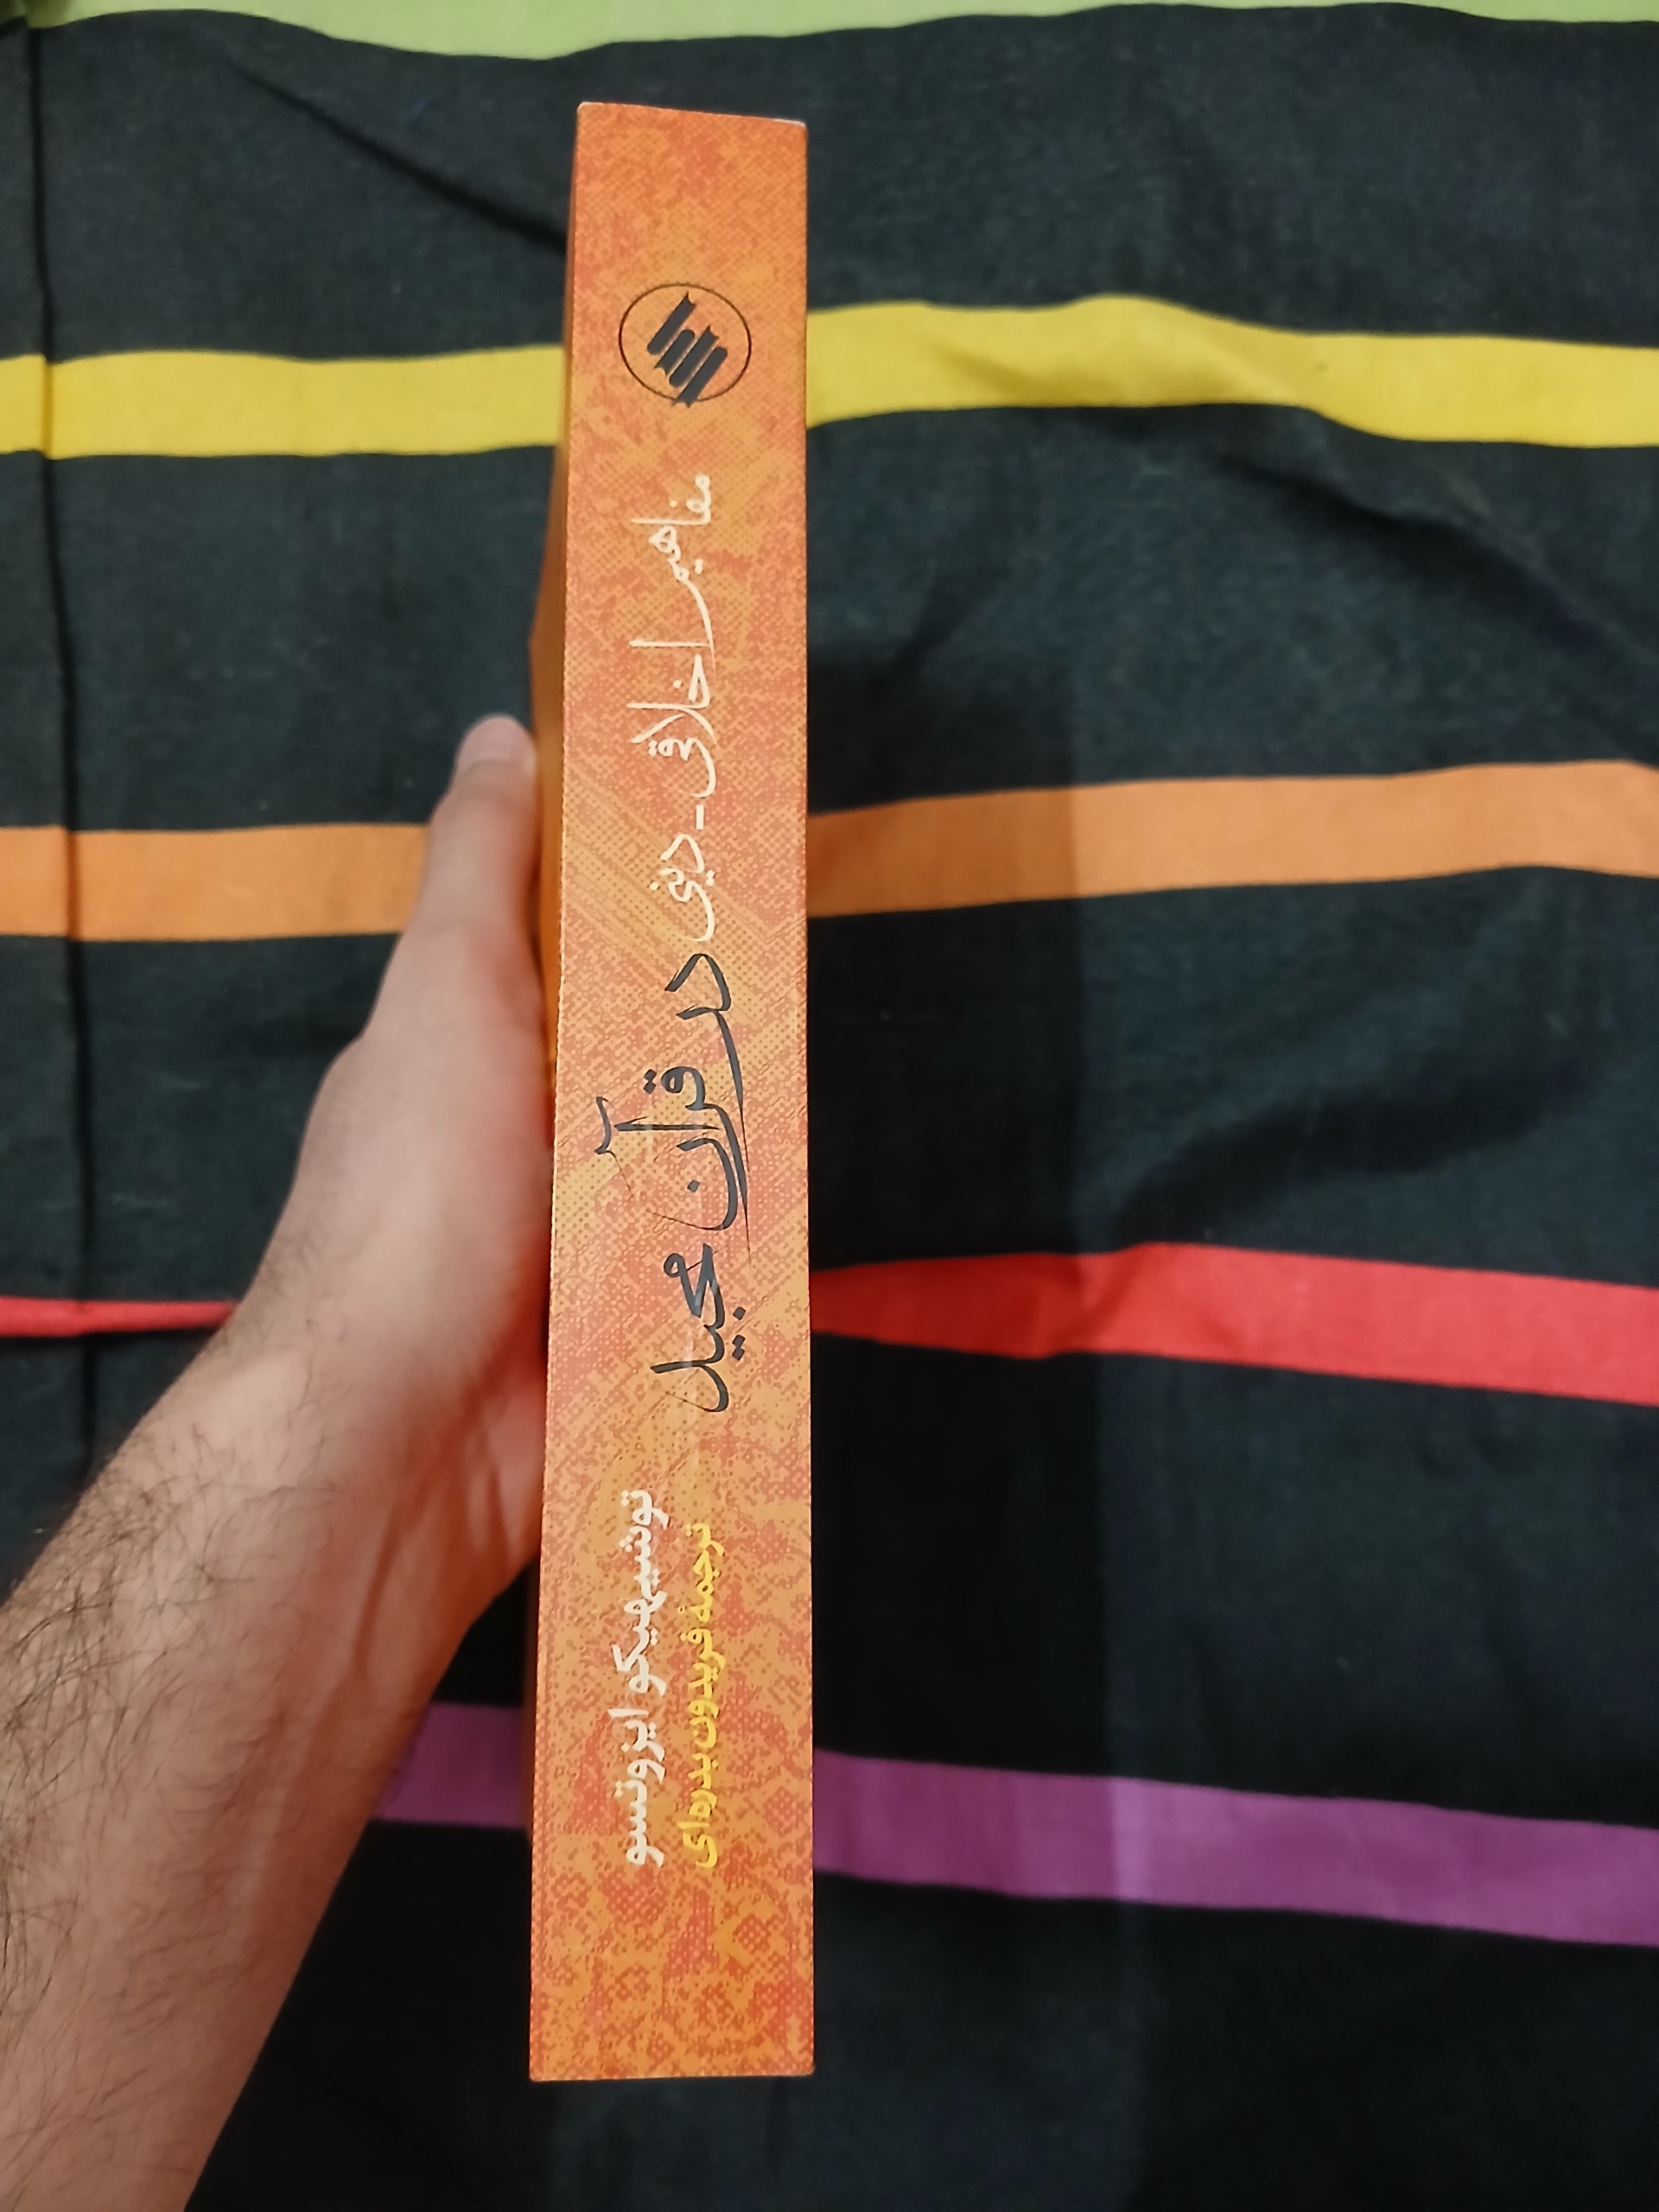 مفاهیم اخلاقی - دینی در قرآن مجید
توشیهیکو ایزوتسو
ترجمهٔ فریدون بدره‌ای